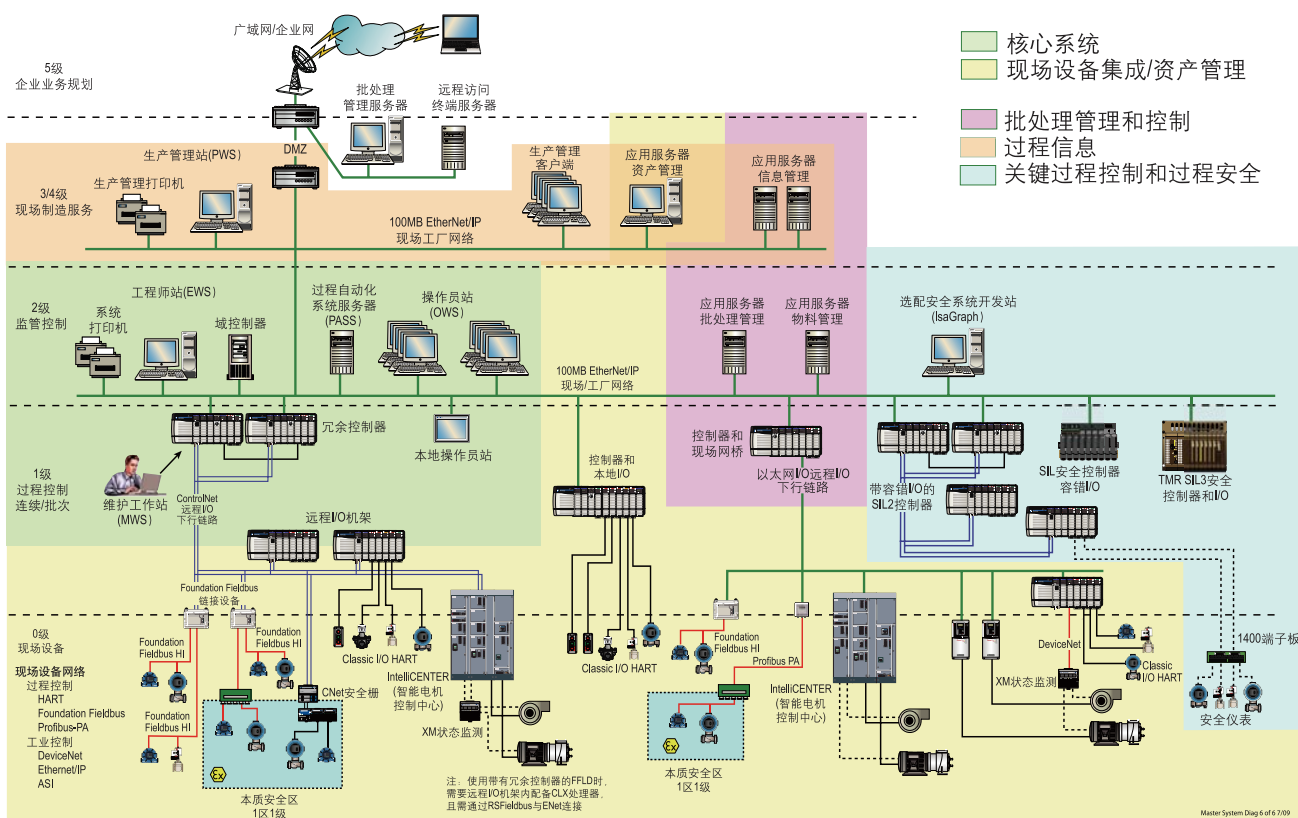 广域网/企业网
核心系统
现场设备集成/资产管理
批处理管理和控制
过程信息
关键过程控制和过程安全
5级
企业业务规划
批处理
管理服务器
远程访问
终端服务器
DMZ
生产管理站(PWS)
生产管理打印机
3/4级
现场制造服务
生产管理
客户端
应用服务器
资产管理
应用服务器
信息管理
100MB EtherNet/IP
现场工厂网络
2级
监管控制
工程师站(EWS)
系统
打印机
域控制器
过程自动化
系统服务器
(PASS)
操作员站
(OWS)
应用服务器
批处理管理
应用服务器
物料管理
选配安全系统开发站
(IsaGraph)
100MB EtherNet/IP
现场/工厂网络
1级
过程控制
连续/批次
冗余控制器
本地操作员站
维护工作站
(MWS)
ControlNet
远程I/O
下行链路
远程I/O机架
控制器和
本地I/O
控制器和
现场网桥
以太网I/O远程I/O
下行链路
带容错I/O的
SIL2控制器
SIL安全控制器
容错I/O
TMR SIL3安全
控制器和I/O
Foundation Fieldbus
链接设备
0级
现场设备
现场设备网络
过程控制
HART
Foundation Fieldbus
Profibus-PA
工业控制
DeviceNet
Ethernet/IP
ASI
Foundation
Fieldbus HI
Foundation
Fieldbus HI
Foundation
Fieldbus HI
CNet安全栅
Ex
本质安全区
1区1级
Classic I/O HART
IntelliCENTER
(智能电机
控制中心)
XM状态监测
注：使用带有冗余控制器的FFLD时,
需要远程I/O机架内配备CLX处理器,
且需通过RSFieldbus与ENet连接
Classic I/O HART
Foundation
Fieldbus HI
Profibus PA
Ex
本质安全区
1区1级
IntelliCENTER
(智能电机
控制中心)
DeviceNet
XM状态监测
Classic
I/O HART
1400端子板
安全仪表
Master System Diag 6 of 6 7/09